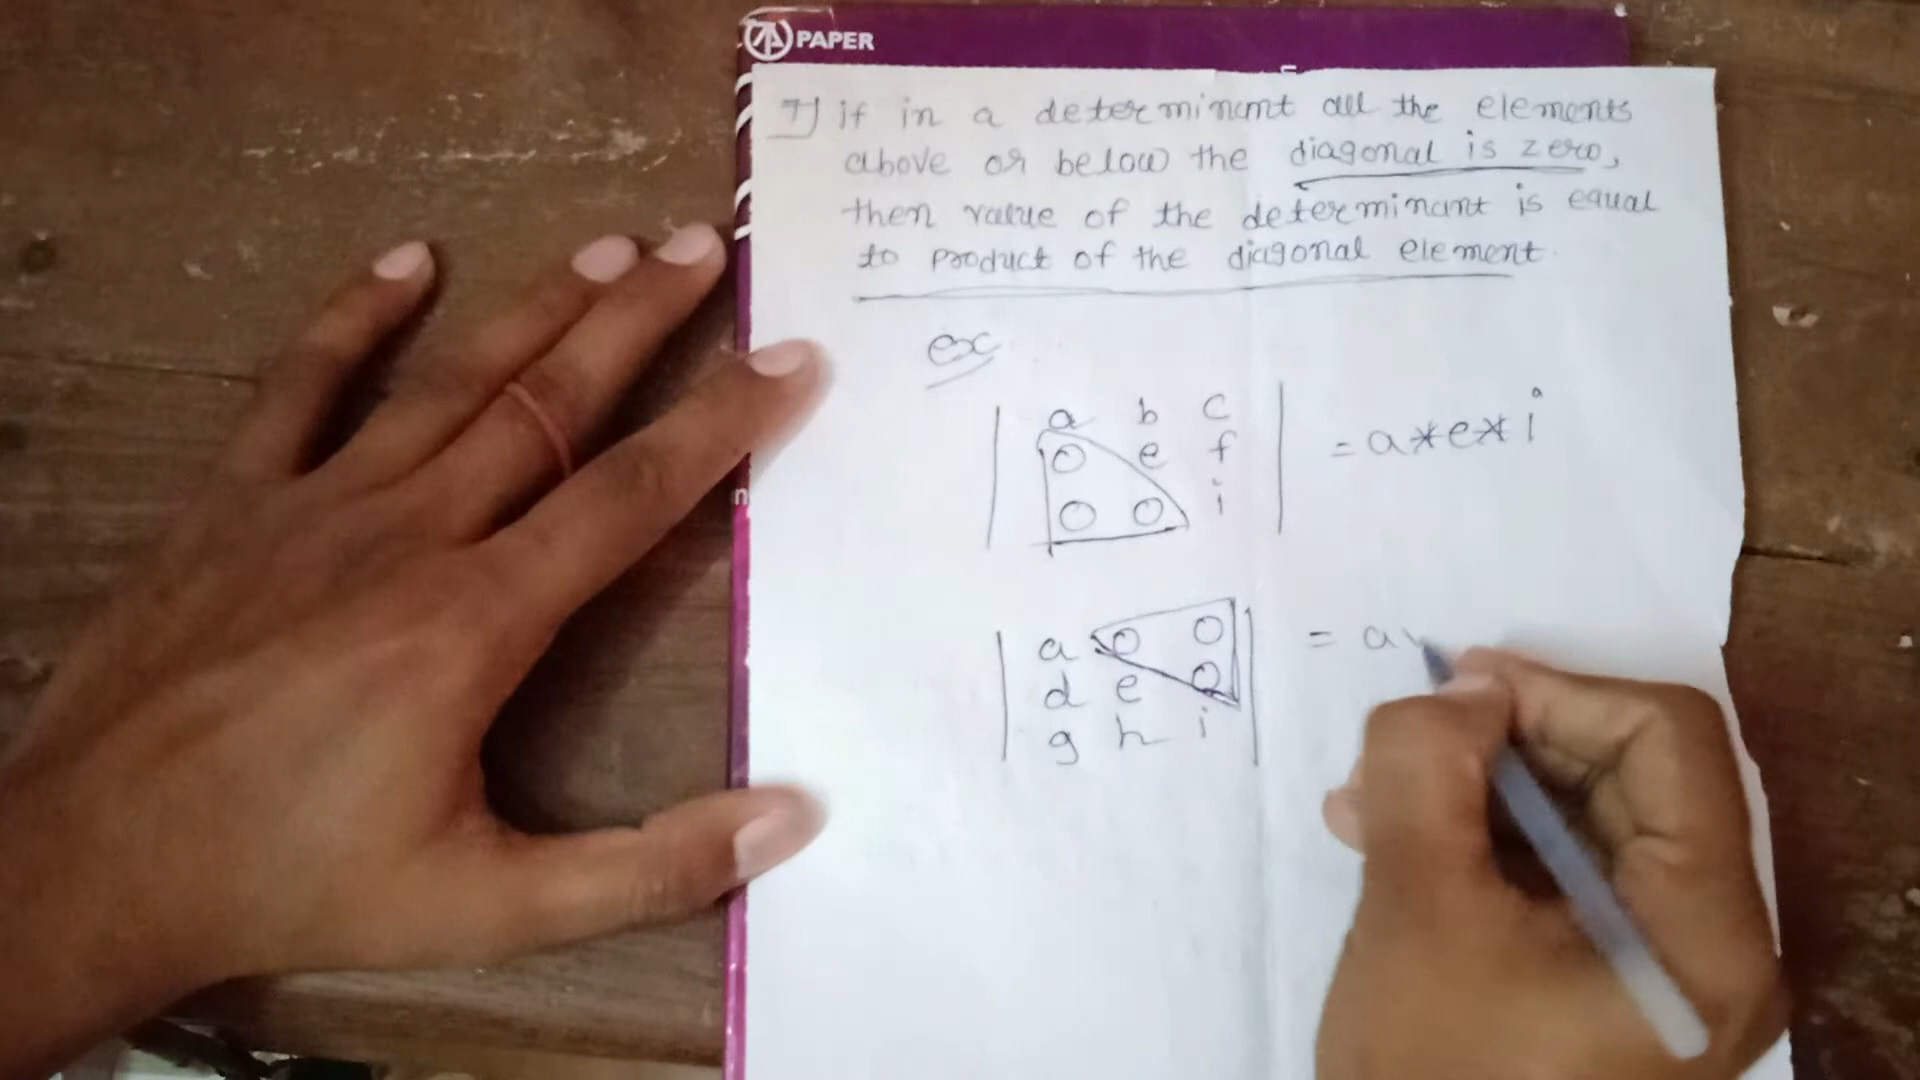 PAPER
7) if in a determinant all the elements
above or below the diagonal is zero,
then value of the determinant is equal
to product of the diagonal element.
ex
| a b c |
| 0 e f | = a*e*i
| 0 0 i |
| a 0 0 | = a
| d e 0 |
| g h i |
n